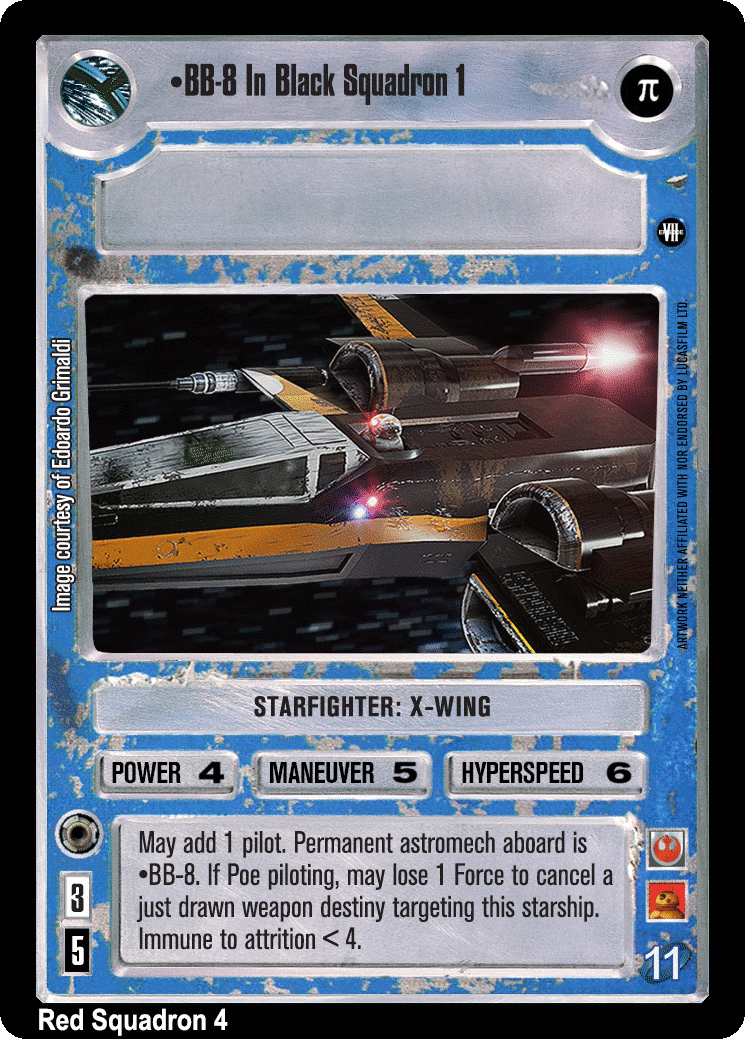 •BB-8 In Black Squadron 1
π
EPISODE
VII
Image courtesy of Edoardo Grimaldi
ARTWORK NEITHER AFFILIATED WITH NOR ENDORSED BY LUCASFILM LTD.
STARFIGHTER: X-WING
POWER 4 MANEUVER 5 HYPERSPEED 6
May add 1 pilot. Permanent astromech aboard is
•BB-8. If Poe piloting, may lose 1 Force to cancel a
just drawn weapon destiny targeting this starship.
Immune to attrition < 4.
3
5
11
Red Squadron 4